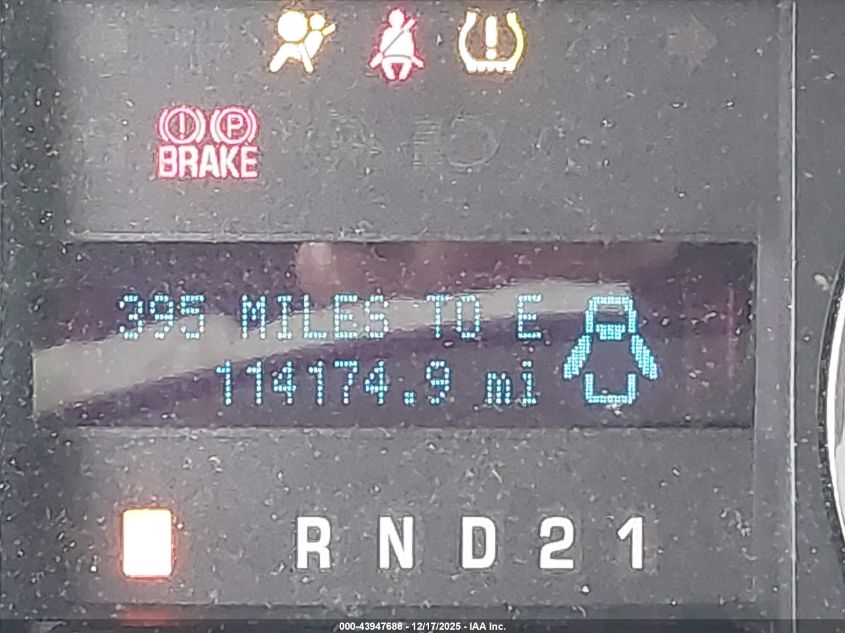 ! P
BRAKE
395 MILES TO E
114174.9 mi
R N D 2 1
000-43947688 - 12/17/2025 - IAA Inc.